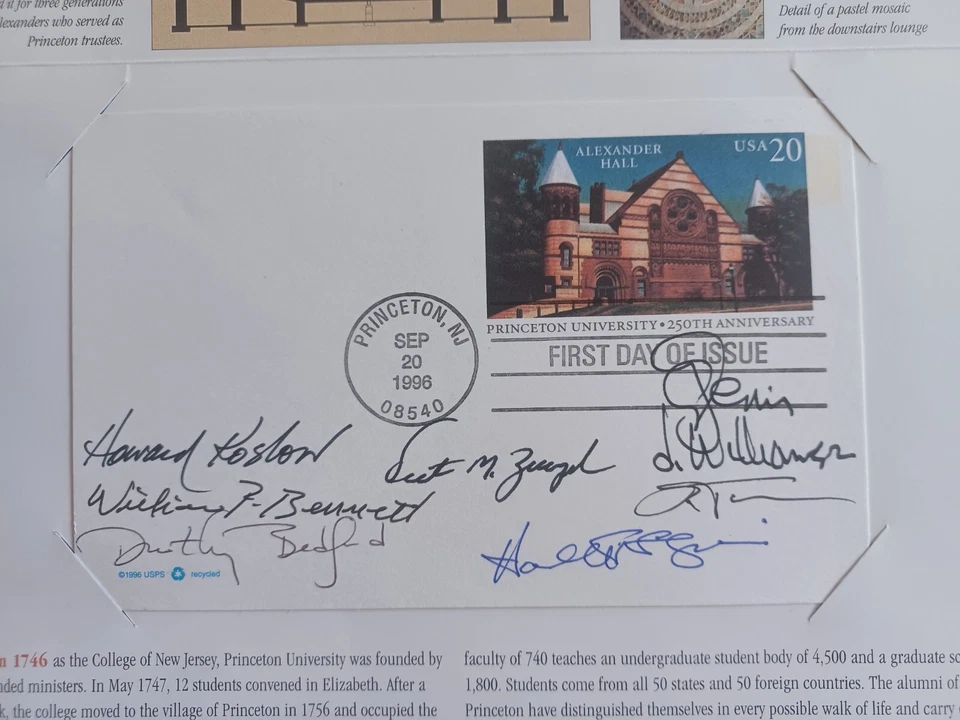 d it for three generations
lexanders who served as
Princeton trustees.
Detail of a pastel mosaic
from the downstairs lounge
ALEXANDER
HALL
USA 20
PRINCETON UNIVERSITY • 250TH ANNIVERSARY
PRINCETON, NJ
SEP
20
1996
08540
FIRST DAY OF ISSUE
Howard Koslow
William F. Bennett
Dorothy Bedford
©1996 USPS recycled
n 1746 as the College of New Jersey, Princeton University was founded by
nded ministers. In May 1747, 12 students convened in Elizabeth. After a
k, the college moved to the village of Princeton in 1756 and occupied the
faculty of 740 teaches an undergraduate student body of 4,500 and a graduate sc
1,800. Students come from all 50 states and 50 foreign countries. The alumni of
Princeton have distinguished themselves in every possible walk of life and carry